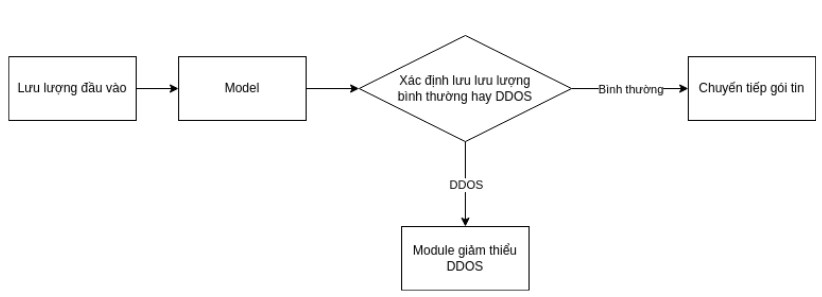 Lưu lượng đầu vào
Model
Xác định lưu lưu lượng
bình thường hay DDOS
Bình thường
Chuyển tiếp gói tin
DDOS
Module giảm thiểu
DDOS